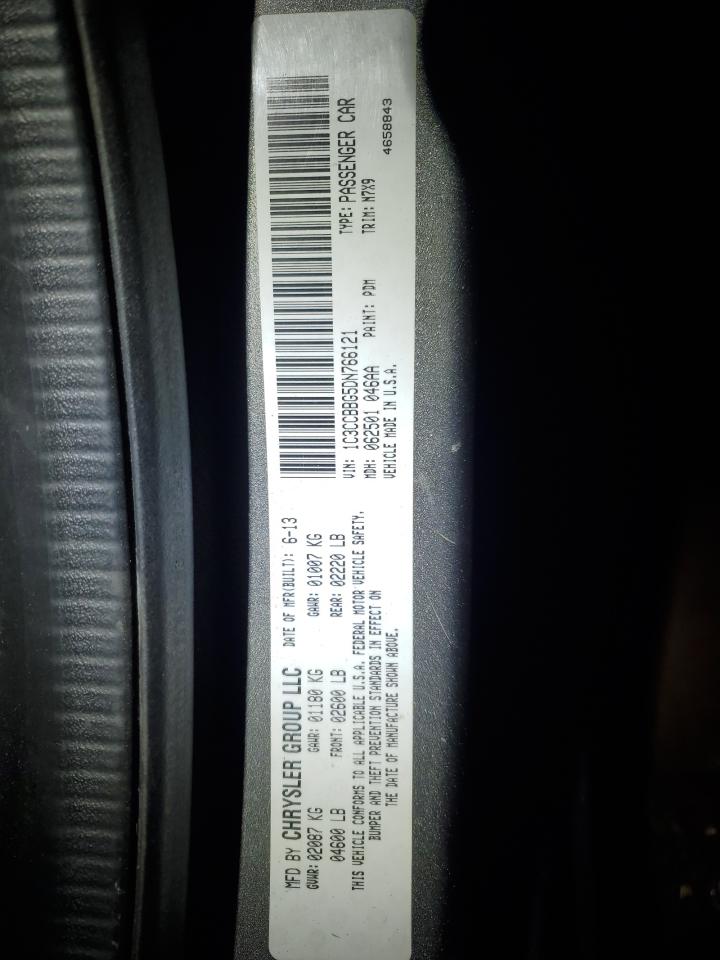 MFD BY CHRYSLER GROUP LLC DATE OF MFR(BUILT): 6-13
GVWR: 02087 KG GAWR: 01180 KG GAWR: 01007 KG
04600 LB FRONT: 02600 LB REAR: 02220 LB
THIS VEHICLE CONFORMS TO ALL APPLICABLE U.S.A. FEDERAL MOTOR VEHICLE SAFETY,
BUMPER AND THEFT PREVENTION STANDARDS IN EFFECT ON
THE DATE OF MANUFACTURE SHOWN ABOVE.
VIN: 1C3CCBBG5DN766121 TYPE: PASSENGER CAR
MDH: 062501 046AA PAINT: PDM TRIM: M7X9
VEHICLE MADE IN U.S.A. 4658843